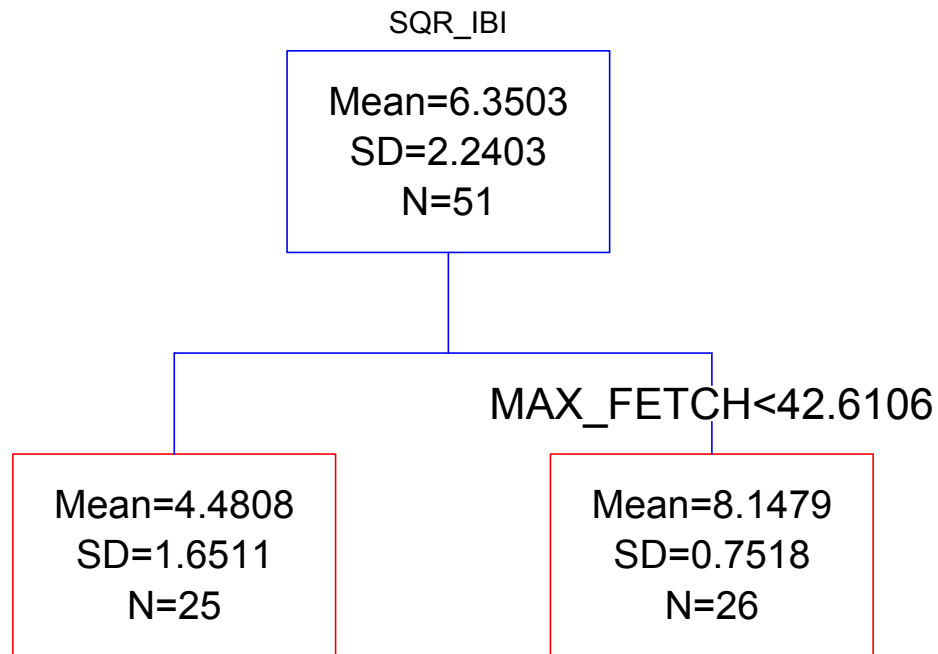 SQR_IBI
Mean=6.3503
SD=2.2403
N=51
MAX_FETCH<42.6106
Mean=4.4808
SD=1.6511
N=25
Mean=8.1479
SD=0.7518
N=26